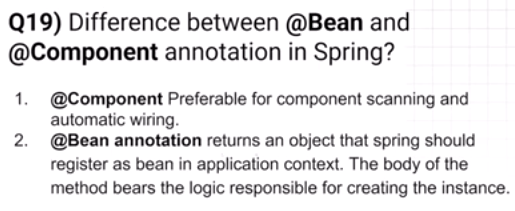 Q19) Difference between @Bean and
@Component annotation in Spring?
1. @Component Preferable for component scanning and
automatic wiring.
2. @Bean annotation returns an object that spring should
register as bean in application context. The body of the
method bears the logic responsible for creating the instance.